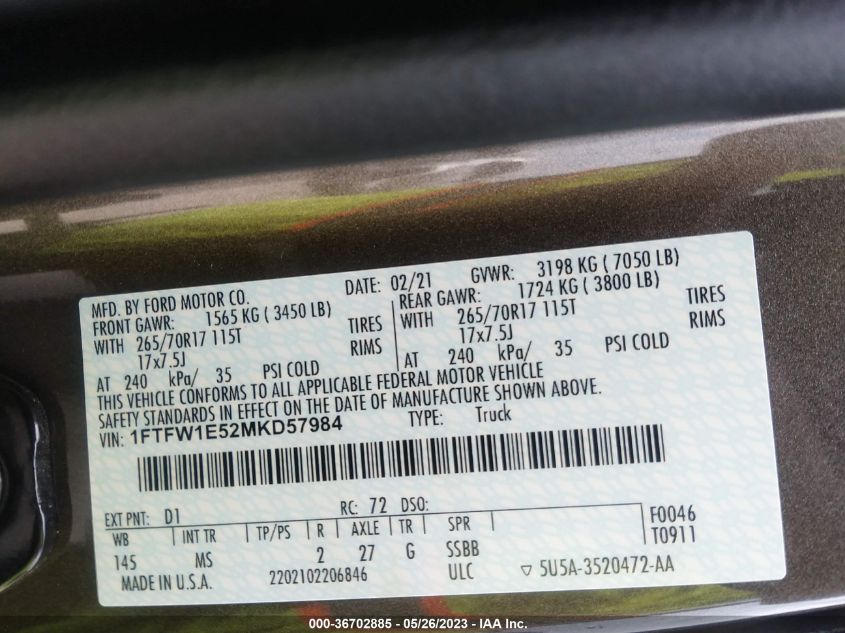 MFD. BY FORD MOTOR CO. DATE: 02/21 GVWR: 3198 KG ( 7050 LB)
FRONT GAWR: 1565 KG ( 3450 LB) REAR GAWR: 1724 KG ( 3800 LB)
WITH 265/70R17 115T TIRES WITH 265/70R17 115T TIRES
17x7.5J RIMS 17x7.5J RIMS
AT 240 kPa/ 35 PSI COLD AT 240 kPa/ 35 PSI COLD
THIS VEHICLE CONFORMS TO ALL APPLICABLE FEDERAL MOTOR VEHICLE
SAFETY STANDARDS IN EFFECT ON THE DATE OF MANUFACTURE SHOWN ABOVE.
VIN: 1FTFW1E52MKD57984 TYPE: Truck
EXT PNT: D1 RC: 72 DSO:
WB INT TR TP/PS R AXLE TR SPR F0046
145 MS 2 27 G SSBB T0911
MADE IN U.S.A. 2202102206846 ULC ▽ 5U5A-3520472-AA
000-36702885 - 05/26/2023 - IAA Inc.